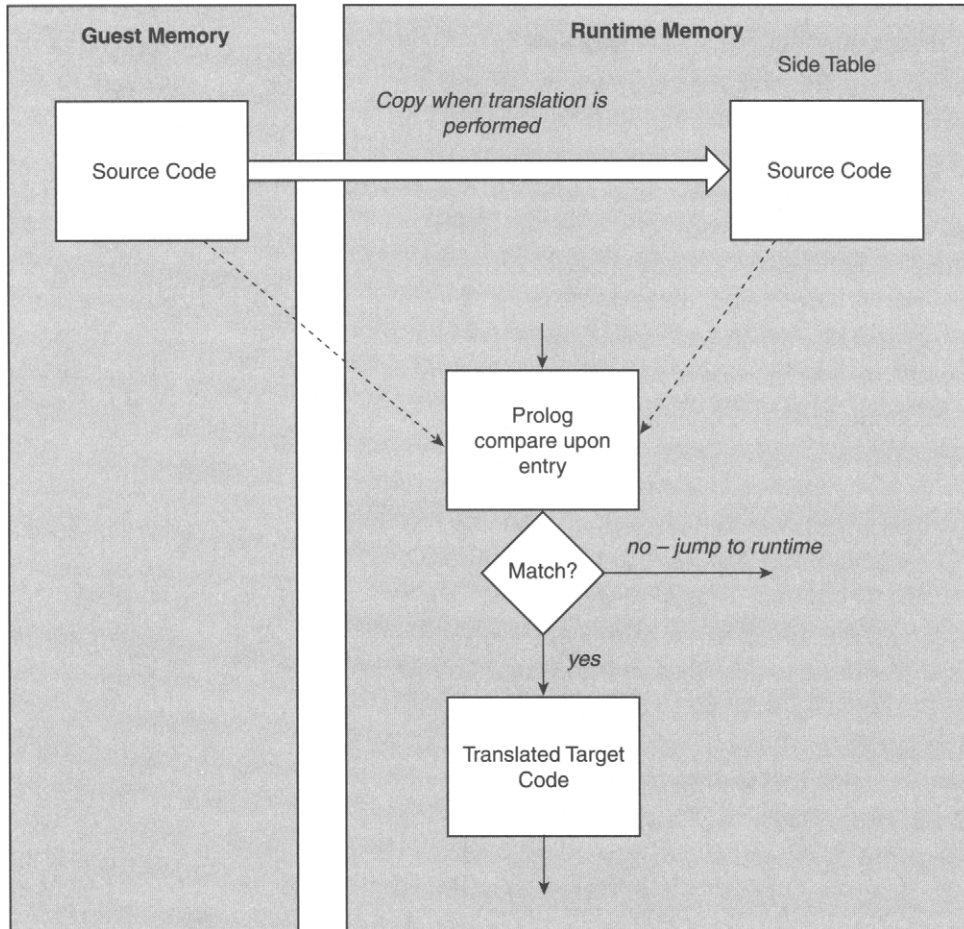 Guest Memory
Runtime Memory
Side Table
Copy when translation is
performed
Source Code
Source Code
Prolog
compare upon
entry
Match?
no – jump to runtime
yes
Translated Target
Code